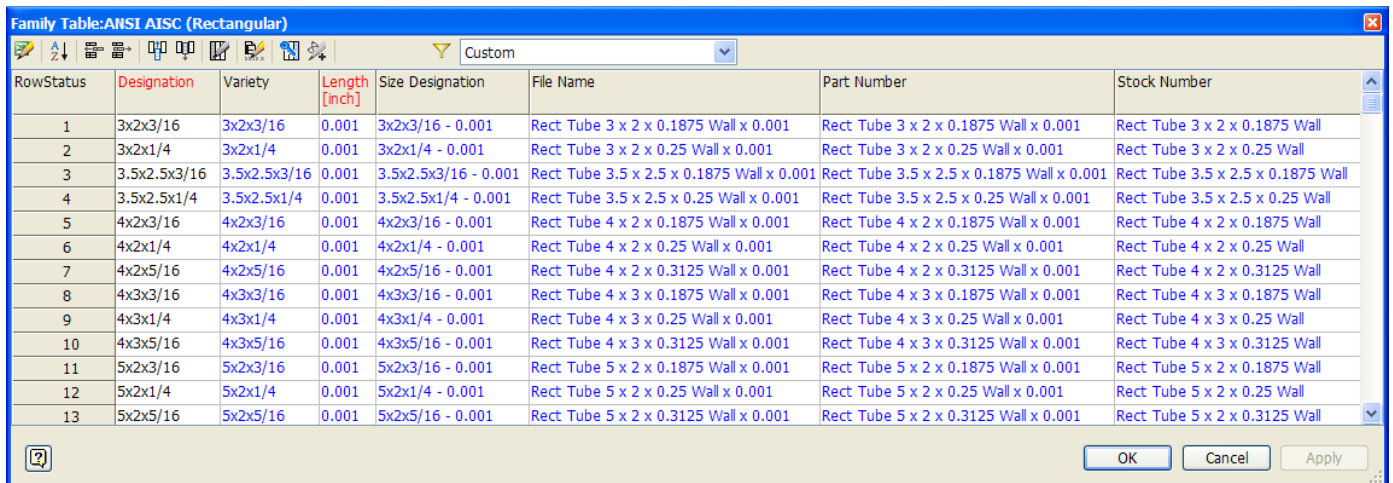 Family Table:ANSI AISC (Rectangular)
Custom
RowStatus Designation Variety Length [inch] Size Designation File Name Part Number Stock Number
1 3x2x3/16 3x2x3/16 0.001 3x2x3/16 - 0.001 Rect Tube 3 x 2 x 0.1875 Wall x 0.001 Rect Tube 3 x 2 x 0.1875 Wall x 0.001 Rect Tube 3 x 2 x 0.1875 Wall
2 3x2x1/4 3x2x1/4 0.001 3x2x1/4 - 0.001 Rect Tube 3 x 2 x 0.25 Wall x 0.001 Rect Tube 3 x 2 x 0.25 Wall x 0.001 Rect Tube 3 x 2 x 0.25 Wall
3 3.5x2.5x3/16 3.5x2.5x3/16 0.001 3.5x2.5x3/16 - 0.001 Rect Tube 3.5 x 2.5 x 0.1875 Wall x 0.001 Rect Tube 3.5 x 2.5 x 0.1875 Wall x 0.001 Rect Tube 3.5 x 2.5 x 0.1875 Wall
4 3.5x2.5x1/4 3.5x2.5x1/4 0.001 3.5x2.5x1/4 - 0.001 Rect Tube 3.5 x 2.5 x 0.25 Wall x 0.001 Rect Tube 3.5 x 2.5 x 0.25 Wall x 0.001 Rect Tube 3.5 x 2.5 x 0.25 Wall
5 4x2x3/16 4x2x3/16 0.001 4x2x3/16 - 0.001 Rect Tube 4 x 2 x 0.1875 Wall x 0.001 Rect Tube 4 x 2 x 0.1875 Wall x 0.001 Rect Tube 4 x 2 x 0.1875 Wall
6 4x2x1/4 4x2x1/4 0.001 4x2x1/4 - 0.001 Rect Tube 4 x 2 x 0.25 Wall x 0.001 Rect Tube 4 x 2 x 0.25 Wall x 0.001 Rect Tube 4 x 2 x 0.25 Wall
7 4x2x5/16 4x2x5/16 0.001 4x2x5/16 - 0.001 Rect Tube 4 x 2 x 0.3125 Wall x 0.001 Rect Tube 4 x 2 x 0.3125 Wall x 0.001 Rect Tube 4 x 2 x 0.3125 Wall
8 4x3x3/16 4x3x3/16 0.001 4x3x3/16 - 0.001 Rect Tube 4 x 3 x 0.1875 Wall x 0.001 Rect Tube 4 x 3 x 0.1875 Wall x 0.001 Rect Tube 4 x 3 x 0.1875 Wall
9 4x3x1/4 4x3x1/4 0.001 4x3x1/4 - 0.001 Rect Tube 4 x 3 x 0.25 Wall x 0.001 Rect Tube 4 x 3 x 0.25 Wall x 0.001 Rect Tube 4 x 3 x 0.25 Wall
10 4x3x5/16 4x3x5/16 0.001 4x3x5/16 - 0.001 Rect Tube 4 x 3 x 0.3125 Wall x 0.001 Rect Tube 4 x 3 x 0.3125 Wall x 0.001 Rect Tube 4 x 3 x 0.3125 Wall
11 5x2x3/16 5x2x3/16 0.001 5x2x3/16 - 0.001 Rect Tube 5 x 2 x 0.1875 Wall x 0.001 Rect Tube 5 x 2 x 0.1875 Wall x 0.001 Rect Tube 5 x 2 x 0.1875 Wall
12 5x2x1/4 5x2x1/4 0.001 5x2x1/4 - 0.001 Rect Tube 5 x 2 x 0.25 Wall x 0.001 Rect Tube 5 x 2 x 0.25 Wall x 0.001 Rect Tube 5 x 2 x 0.25 Wall
13 5x2x5/16 5x2x5/16 0.001 5x2x5/16 - 0.001 Rect Tube 5 x 2 x 0.3125 Wall x 0.001 Rect Tube 5 x 2 x 0.3125 Wall x 0.001 Rect Tube 5 x 2 x 0.3125 Wall
OK Cancel Apply